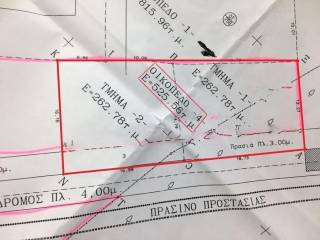 ΠΕΔΟ -1-
815.96τ.μ
Κ
Ι
Π
Ε
ΟΙΚΟΠΕΔΟ 4
Ε=525.56τ.μ.
ΤΜΗΜΑ -1-
Ε=262.78τ.μ
ΤΜΗΜΑ -2-
Ε=262.78τ.μ.
Πρασιά Πλ.3.00μ.
Ν
Τ
Α
ΔΡΟΜΟΣ Πλ. 4,00μ.
ΠΡΑΣΙΝΟ ΠΡΟΣΤΑΣΙΑΣ